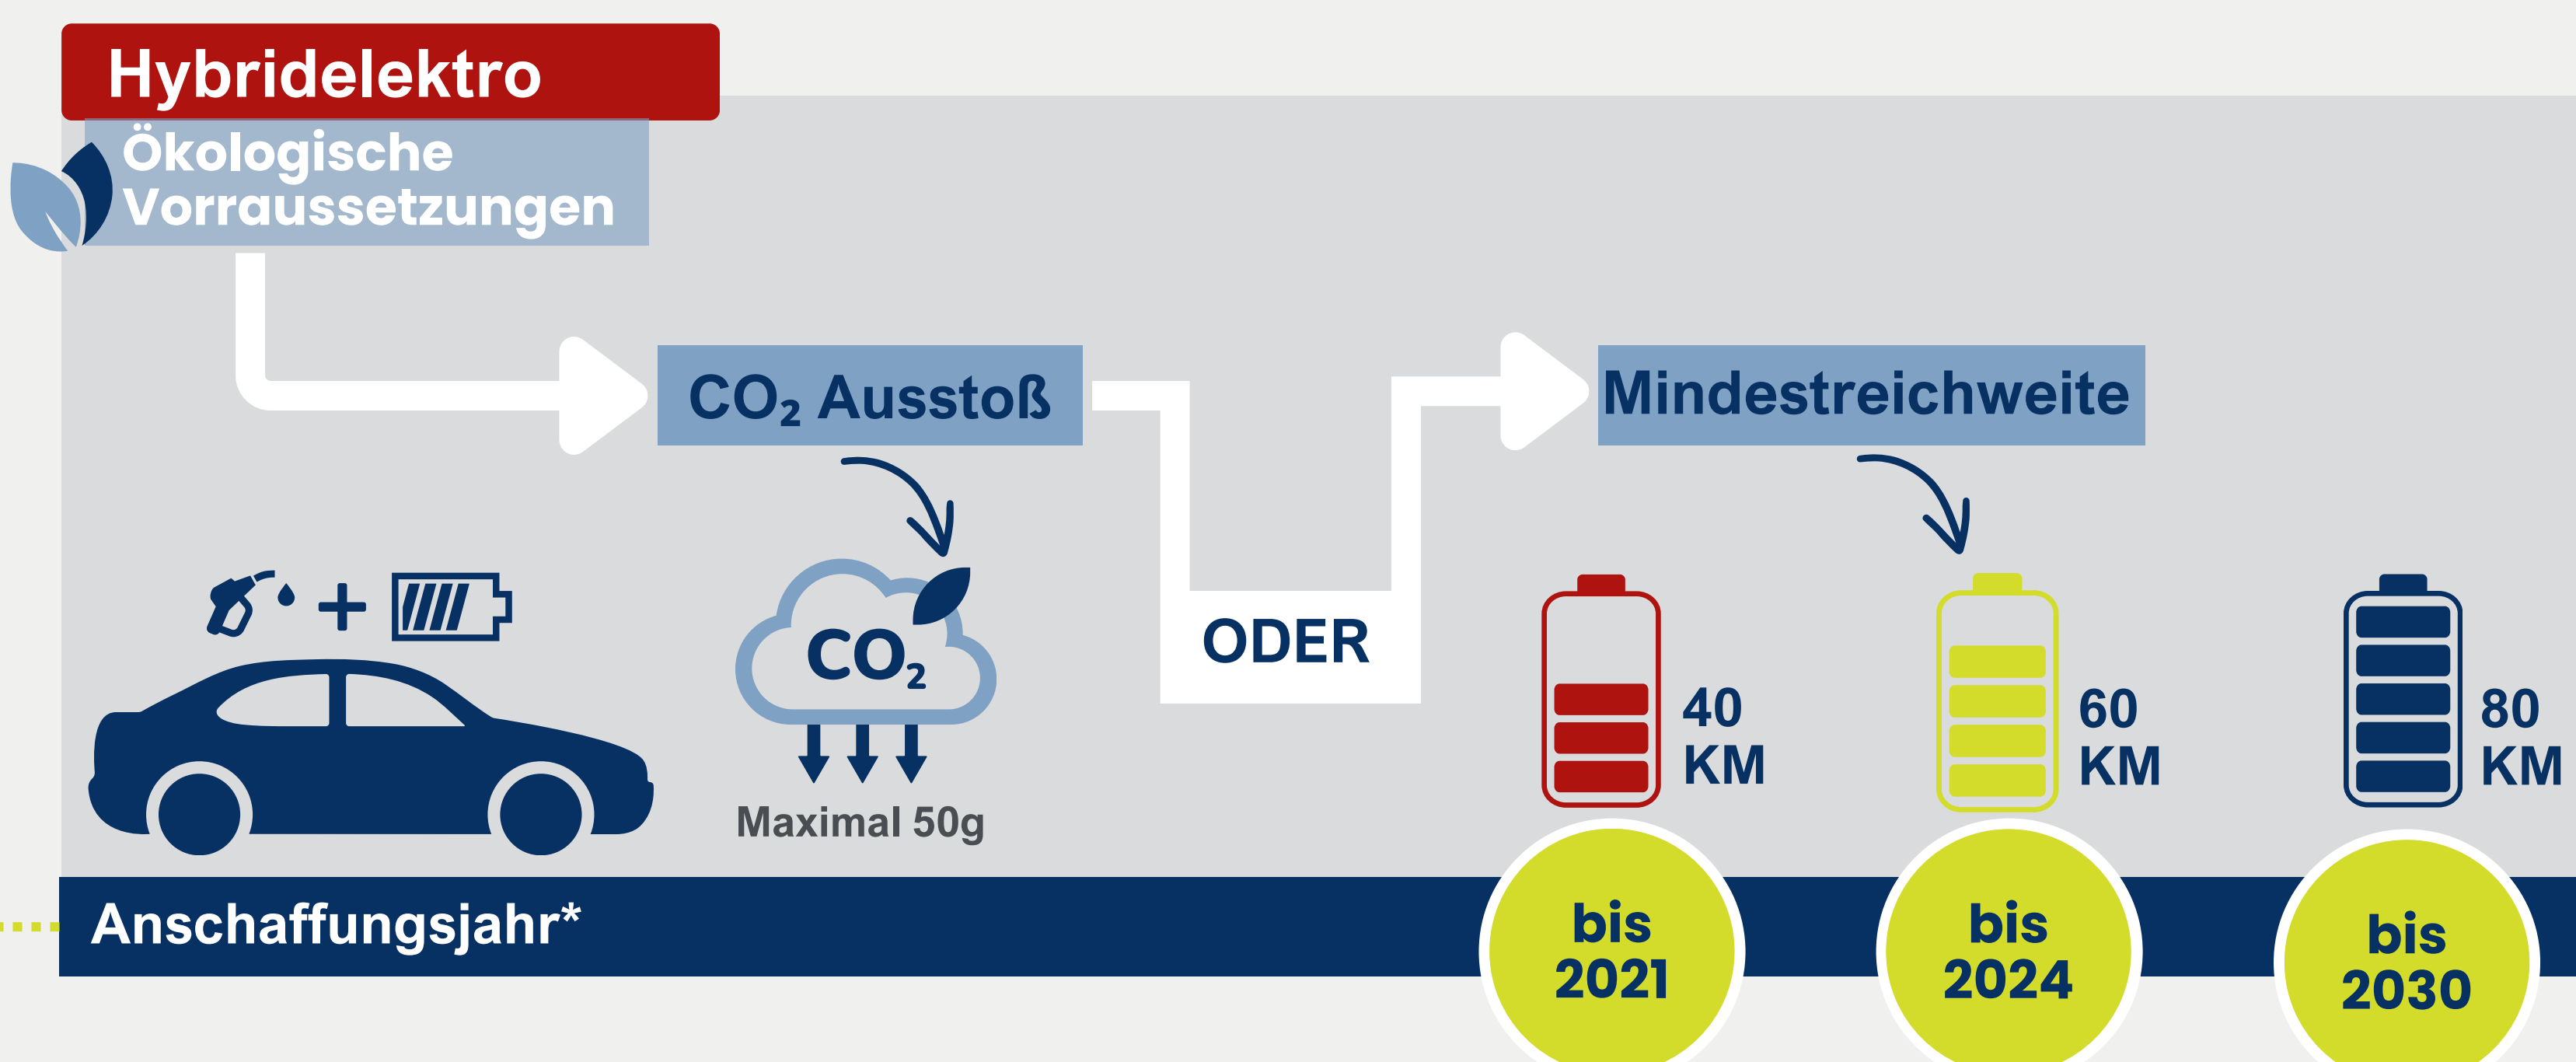 Hybridelektro
Ökologische
Vorraussetzungen
CO₂ Ausstoß
Mindestreichweite
CO₂
Maximal 50g
ODER
40
KM
60
KM
80
KM
Anschaffungsjahr*
bis
2021
bis
2024
bis
2030